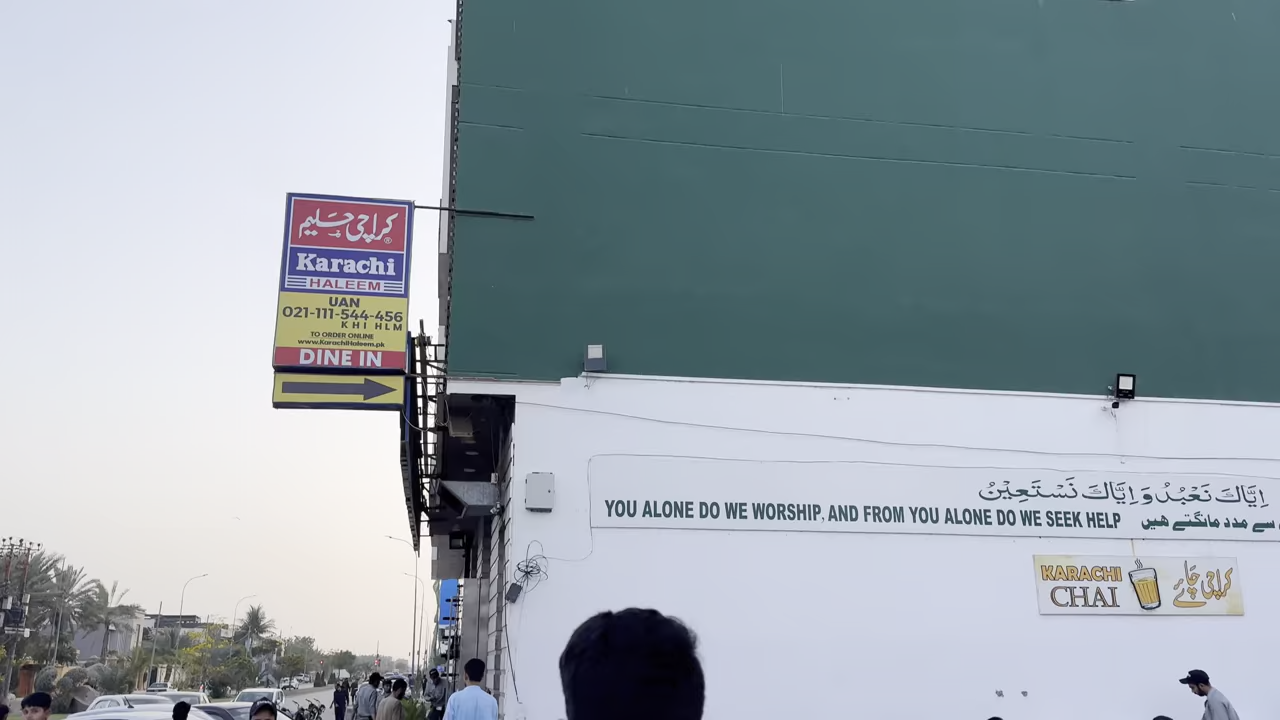 کراچی حلیم
Karachi
HALEEM
UAN
021-111-544-456
KHI HLM
TO ORDER ONLINE
www.KarachiHaleem.pk
DINE IN
اِيَّاكَ نَعْبُدُ وَ اِيَّاكَ نَسْتَعِيْنُ
YOU ALONE DO WE WORSHIP, AND FROM YOU ALONE DO WE SEEK HELP
سے مدد مانگتے ھیں
KARACHI
CHAI
کراچی چائے